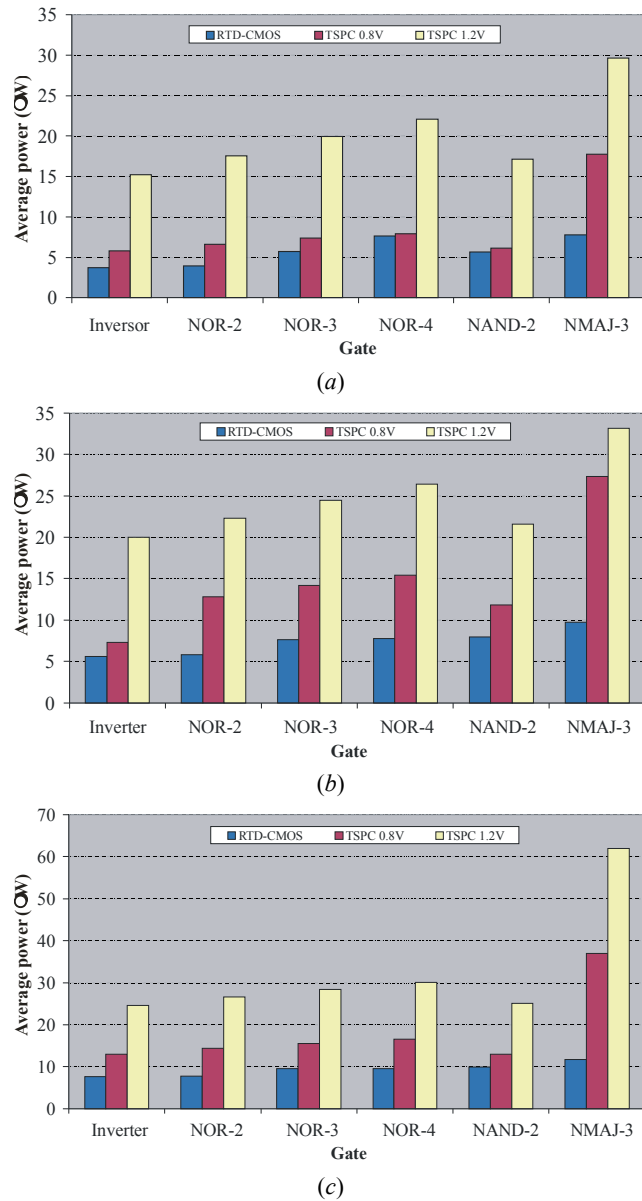 35
30
25
20
15
10
5
0
Average power (W)
RTD-CMOS TSPC 0.8V TSPC 1.2V
Inversor NOR-2 NOR-3 NOR-4 NAND-2 NMAJ-3
Gate
(a)
35
30
25
20
15
10
5
0
Average power (W)
RTD-CMOS TSPC 0.8V TSPC 1.2V
Inverter NOR-2 NOR-3 NOR-4 NAND-2 NMAJ-3
Gate
(b)
70
60
50
40
30
20
10
0
Average power (W)
RTD-CMOS TSPC 0.8V TSPC 1.2V
Inverter NOR-2 NOR-3 NOR-4 NAND-2 NMAJ-3
Gate
(c)